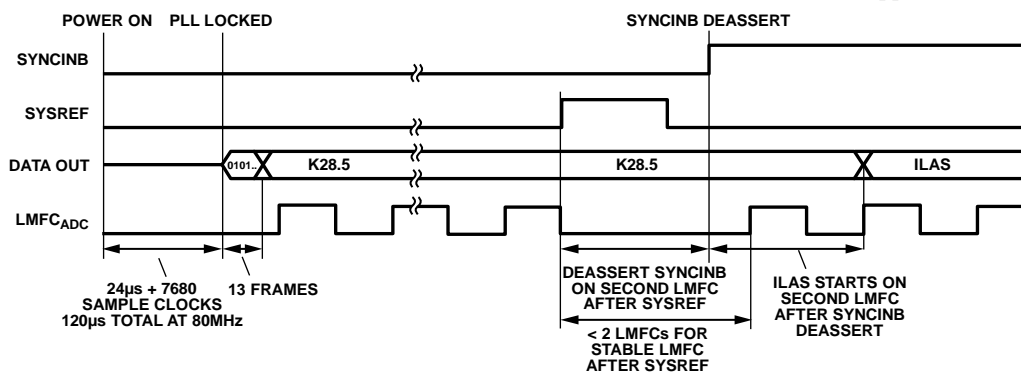 POWER ON
PLL LOCKED
SYNCINB DEASSERT
SYNCINB
SYSREF
DATA OUT
0101..
K28.5
K28.5
ILAS
LMFCADC
24µs + 7680
SAMPLE CLOCKS
120µs TOTAL AT 80MHz
13 FRAMES
DEASSERT SYNCINB
ON SECOND LMFC
AFTER SYSREF
< 2 LMFCs FOR
STABLE LMFC
AFTER SYSREF
ILAS STARTS ON
SECOND LMFC
AFTER SYNCINB
DEASSERT